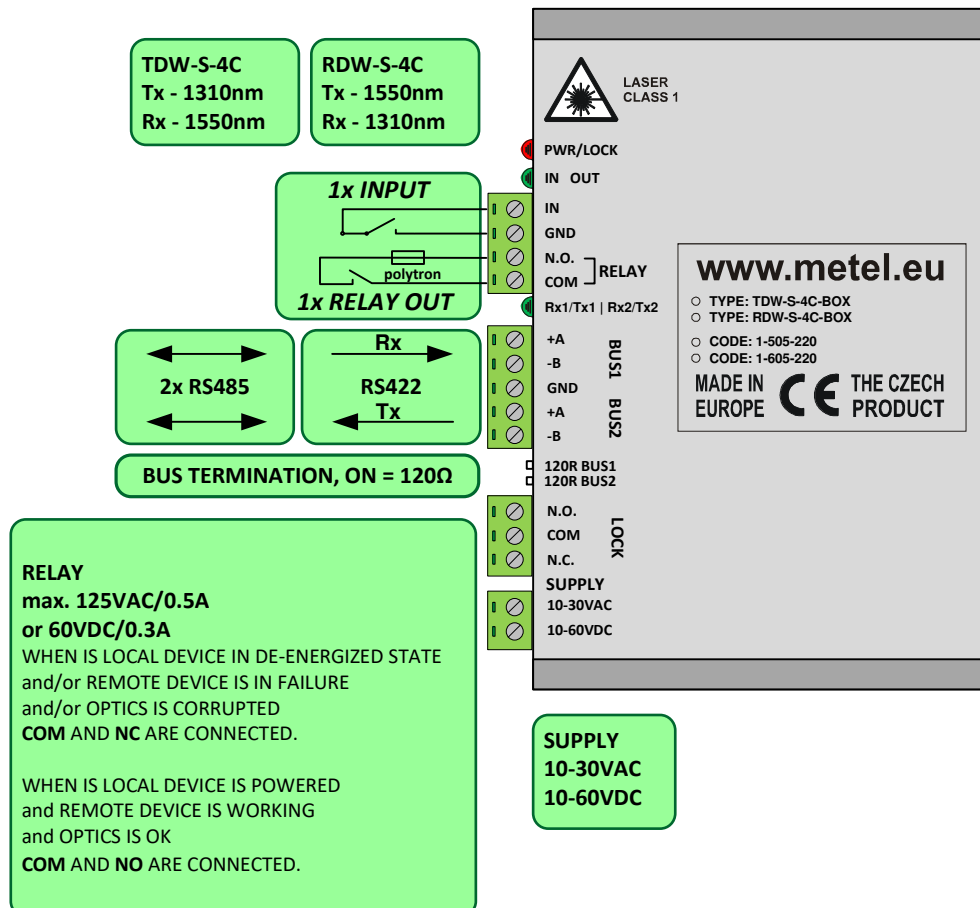 TDW-S-4C
Tx - 1310nm
Rx - 1550nm
RDW-S-4C
Tx - 1550nm
Rx - 1310nm
LASER
CLASS 1
PWR/LOCK
IN OUT
1x INPUT
polytron
1x RELAY OUT
IN
GND
N.O.
COM
RELAY
Rx1/Tx1 | Rx2/Tx2
2x RS485
Rx
RS422
Tx
+A
-B
GND
+A
-B
BUS1
BUS2
BUS TERMINATION, ON = 120Ω
120R BUS1
120R BUS2
N.O.
COM
N.C.
LOCK
SUPPLY
10-30VAC
10-60VDC
www.metel.eu
TYPE: TDW-S-4C-BOX
TYPE: RDW-S-4C-BOX
CODE: 1-505-220
CODE: 1-605-220
MADE IN
EUROPE
CE
THE CZECH
PRODUCT
RELAY
max. 125VAC/0.5A
or 60VDC/0.3A
WHEN IS LOCAL DEVICE IN DE-ENERGIZED STATE
and/or REMOTE DEVICE IS IN FAILURE
and/or OPTICS IS CORRUPTED
COM AND NC ARE CONNECTED.
WHEN IS LOCAL DEVICE IS POWERED
and REMOTE DEVICE IS WORKING
and OPTICS IS OK
COM AND NO ARE CONNECTED.
SUPPLY
10-30VAC
10-60VDC